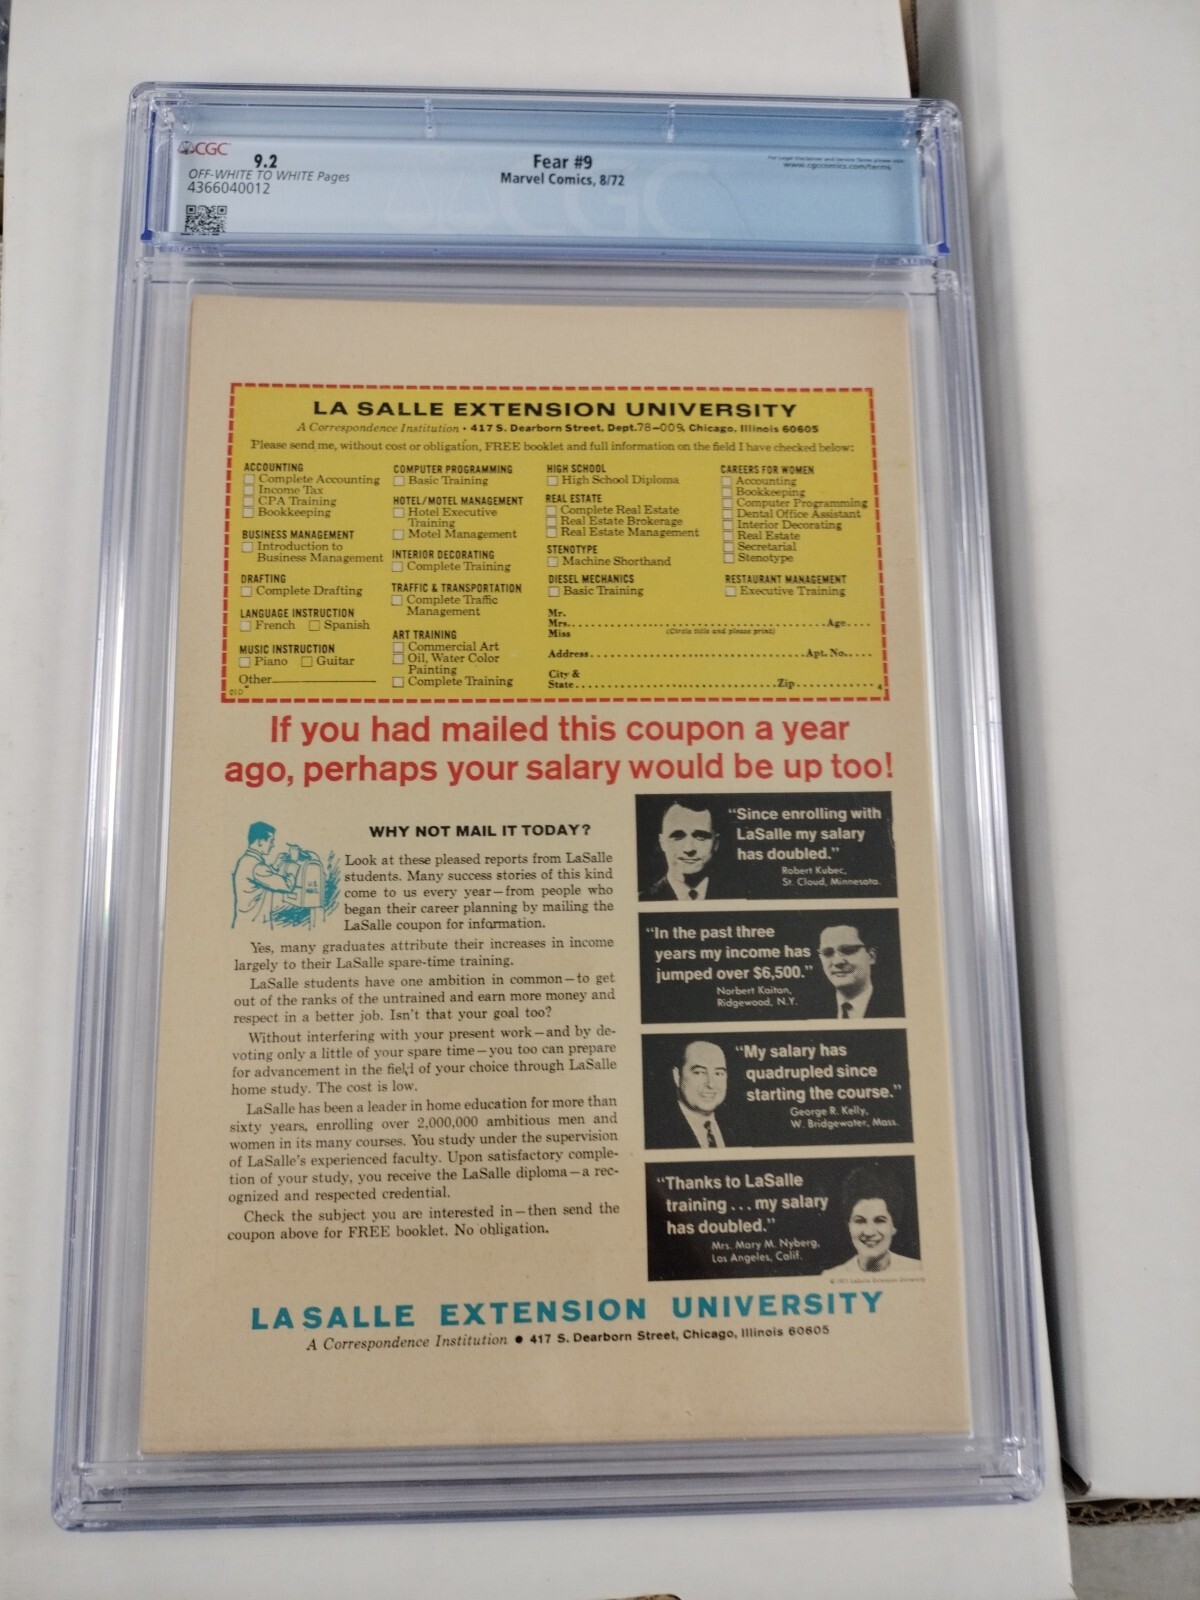 CGC
9.2
OFF-WHITE TO WHITE Pages
4366040012
Fear #9
Marvel Comics, 8/72
For Legal Disclaimer and Service Terms please visit
www.cgccomics.com/terms
LA SALLE EXTENSION UNIVERSITY
A Correspondence Institution • 417 S. Dearborn Street, Dept. 78-009, Chicago, Illinois 60605
Please send me, without cost or obligation, FREE booklet and full information on the field I have checked below:
ACCOUNTING
Complete Accounting
Income Tax
CPA Training
Bookkeeping
BUSINESS MANAGEMENT
Introduction to
Business Management
DRAFTING
Complete Drafting
LANGUAGE INSTRUCTION
French Spanish
MUSIC INSTRUCTION
Piano Guitar
Other
COMPUTER PROGRAMMING
Basic Training
HOTEL/MOTEL MANAGEMENT
Hotel Executive
Training
Motel Management
INTERIOR DECORATING
Complete Training
TRAFFIC & TRANSPORTATION
Complete Traffic
Management
ART TRAINING
Commercial Art
Oil, Water Color
Painting
Complete Training
HIGH SCHOOL
High School Diploma
REAL ESTATE
Complete Real Estate
Real Estate Brokerage
Real Estate Management
STENOTYPE
Machine Shorthand
DIESEL MECHANICS
Basic Training
CAREERS FOR WOMEN
Accounting
Bookkeeping
Computer Programming
Dental Office Assistant
Interior Decorating
Real Estate
Secretarial
Stenotype
RESTAURANT MANAGEMENT
Executive Training
Mr.
Mrs. Age
Miss (Circle title and please print)
Address Apt. No.
City &
State Zip
If you had mailed this coupon a year
ago, perhaps your salary would be up too!
WHY NOT MAIL IT TODAY?
U.S.
MAIL
Look at these pleased reports from LaSalle
students. Many success stories of this kind
come to us every year—from people who
began their career planning by mailing the
LaSalle coupon for information.
Yes, many graduates attribute their increases in income
largely to their LaSalle spare-time training.
LaSalle students have one ambition in common—to get
out of the ranks of the untrained and earn more money and
respect in a better job. Isn't that your goal too?
Without interfering with your present work—and by de-
voting only a little of your spare time—you too can prepare
for advancement in the field of your choice through LaSalle
home study. The cost is low.
LaSalle has been a leader in home education for more than
sixty years, enrolling over 2,000,000 ambitious men and
women in its many courses. You study under the supervision
of LaSalle's experienced faculty. Upon satisfactory comple-
tion of your study, you receive the LaSalle diploma—a rec-
ognized and respected credential.
Check the subject you are interested in—then send the
coupon above for FREE booklet. No obligation.
"Since enrolling with
LaSalle my salary
has doubled."
Robert Kubec,
St. Cloud, Minnesota.
"In the past three
years my income has
jumped over $6,500."
Norbert Kaitan,
Ridgewood, N.Y.
"My salary has
quadrupled since
starting the course."
George R. Kelly,
W. Bridgewater, Mass.
"Thanks to LaSalle
training... my salary
has doubled."
Mrs. Mary M. Nyberg,
Los Angeles, Calif.
© 1971 LaSalle Extension University
LA SALLE EXTENSION UNIVERSITY
A Correspondence Institution • 417 S. Dearborn Street, Chicago, Illinois 60605